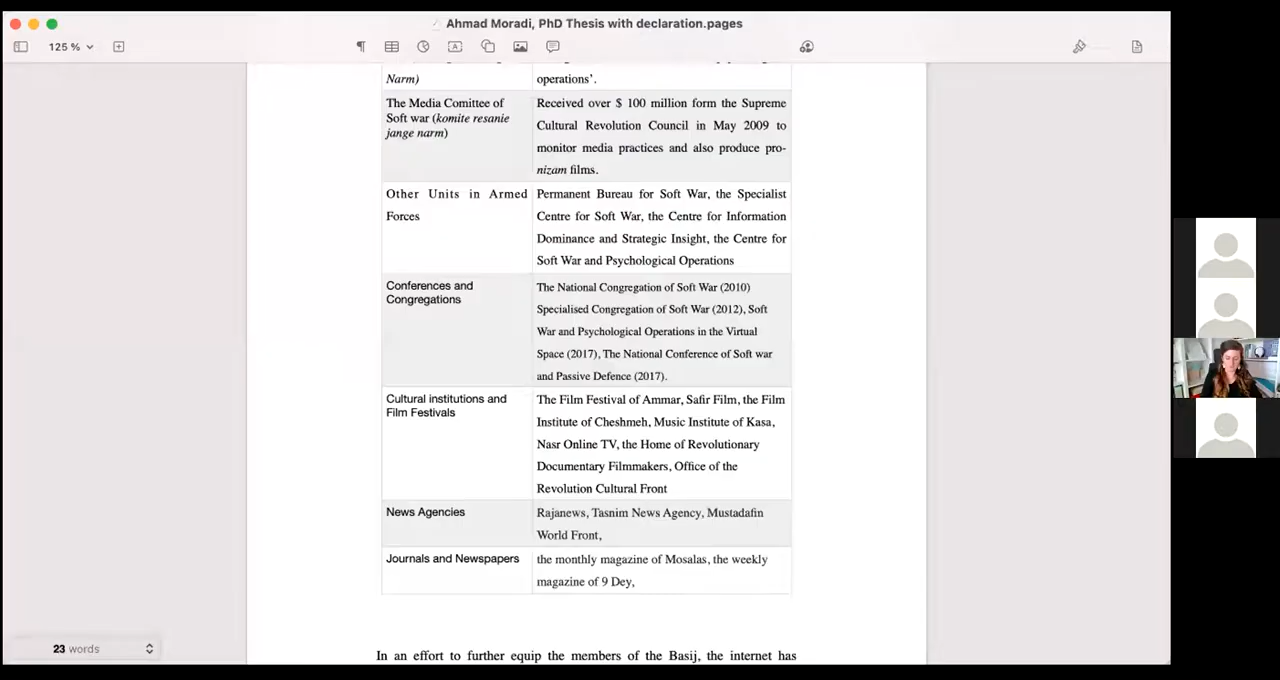 Ahmad Moradi, PhD Thesis with declaration.pages
125 %
Narm)
operations’.
The Media Comittee of
Soft war (komite resanie
jange narm)
Received over $ 100 million form the Supreme
Cultural Revolution Council in May 2009 to
monitor media practices and also produce pro-
nizam films.
Other Units in Armed
Forces
Permanent Bureau for Soft War, the Specialist
Centre for Soft War, the Centre for Information
Dominance and Strategic Insight, the Centre for
Soft War and Psychological Operations
Conferences and
Congregations
The National Congregation of Soft War (2010)
Specialised Congregation of Soft War (2012), Soft
War and Psychological Operations in the Virtual
Space (2017), The National Conference of Soft war
and Passive Defence (2017).
Cultural institutions and
Film Festivals
The Film Festival of Ammar, Safir Film, the Film
Institute of Cheshmeh, Music Institute of Kasa,
Nasr Online TV, the Home of Revolutionary
Documentary Filmmakers, Office of the
Revolution Cultural Front
News Agencies
Rajanews, Tasnim News Agency, Mustadafin
World Front,
Journals and Newspapers
the monthly magazine of Mosalas, the weekly
magazine of 9 Dey,
23 words
In an effort to further equip the members of the Basij, the internet has